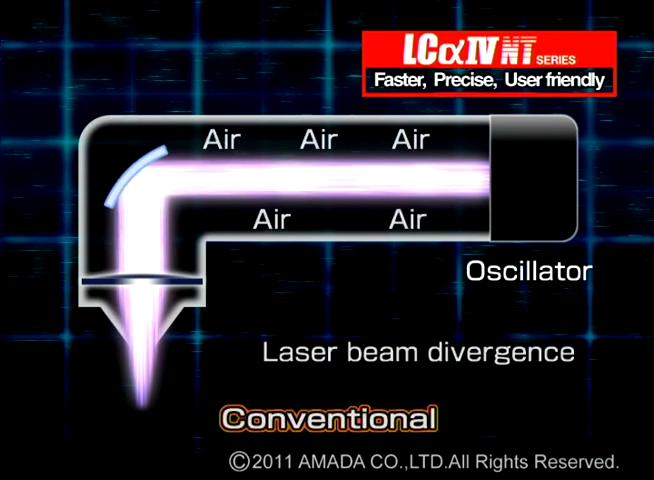 LCαIV NT SERIES
Faster, Precise, User friendly
Air Air Air
Air Air
Oscillator
Laser beam divergence
Conventional
©2011 AMADA CO.,LTD.All Rights Reserved.